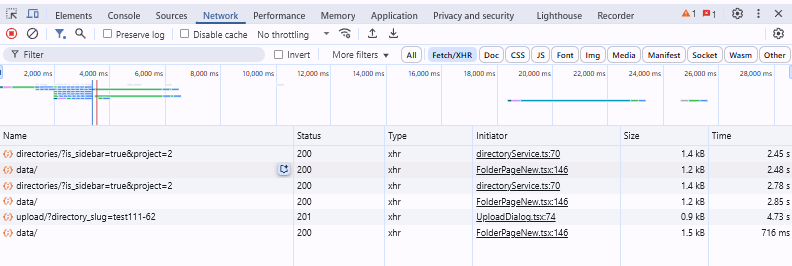 Elements Console Sources Network Performance Memory Application Privacy and security Lighthouse Recorder 1 1
Preserve log Disable cache No throttling
Filter Invert More filters All Fetch/XHR Doc CSS JS Font Img Media Manifest Socket Wasm Other
2,000 ms 4,000 ms 6,000 ms 8,000 ms 10,000 ms 12,000 ms 14,000 ms 16,000 ms 18,000 ms 20,000 ms 22,000 ms 24,000 ms 26,000 ms 28,000 ms
Name Status Type Initiator Size Time
directories/?is_sidebar=true&project=2 200 xhr directoryService.ts:70 1.4 kB 2.45 s
data/ 200 xhr FolderPageNew.tsx:146 1.2 kB 2.48 s
directories/?is_sidebar=true&project=2 200 xhr directoryService.ts:70 1.4 kB 2.78 s
data/ 200 xhr FolderPageNew.tsx:146 1.2 kB 2.85 s
upload/?directory_slug=test111-62 201 xhr UploadDialog.tsx:74 0.9 kB 4.73 s
data/ 200 xhr FolderPageNew.tsx:146 1.5 kB 716 ms